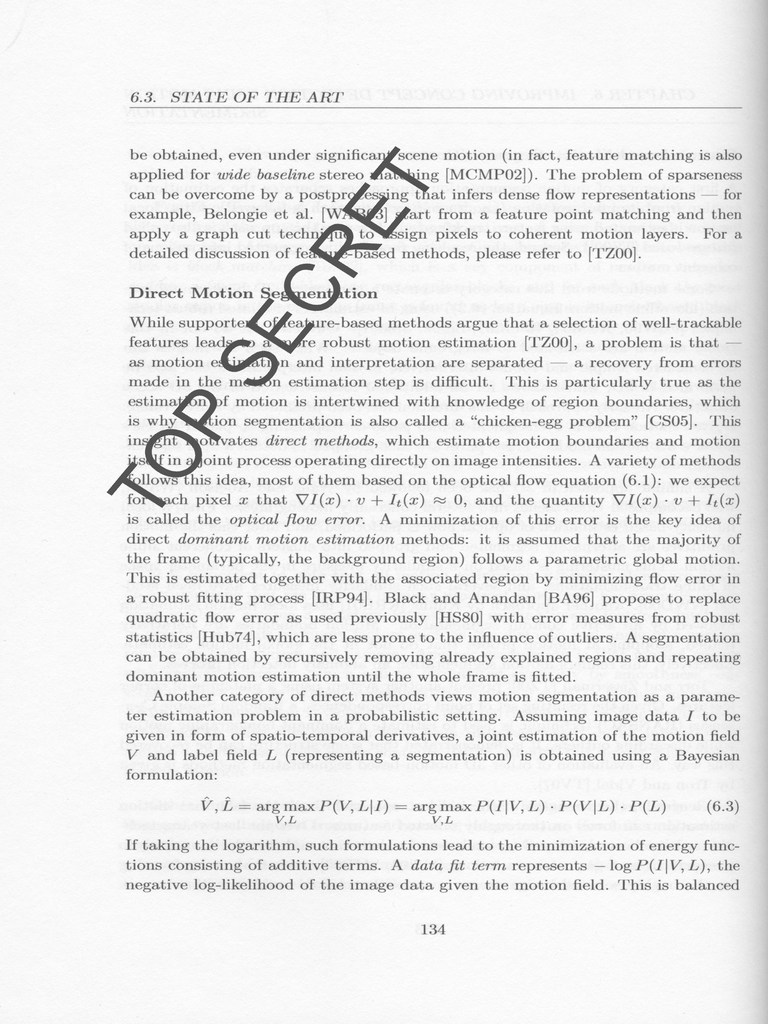 6.3. STATE OF THE ART
be obtained, even under significant scene motion (in fact, feature matching is also
applied for wide baseline stereo matching [MCMP02]). The problem of sparseness
can be overcome by a postprocessing that infers dense flow representations — for
example, Belongie et al. [WAB03] start from a feature point matching and then
apply a graph cut technique to assign pixels to coherent motion layers. For a
detailed discussion of feature-based methods, please refer to [TZ00].
Direct Motion Segmentation
While supporters of feature-based methods argue that a selection of well-trackable
features leads to a more robust motion estimation [TZ00], a problem is that —
as motion estimation and interpretation are separated — a recovery from errors
made in the motion estimation step is difficult. This is particularly true as the
estimation of motion is intertwined with knowledge of region boundaries, which
is why motion segmentation is also called a “chicken-egg problem” [CS05]. This
insight motivates direct methods, which estimate motion boundaries and motion
itself in a joint process operating directly on image intensities. A variety of methods
follows this idea, most of them based on the optical flow equation (6.1): we expect
for each pixel x that ∇I(x) · v + Iₜ(x) ≈ 0, and the quantity ∇I(x) · v + Iₜ(x)
is called the optical flow error. A minimization of this error is the key idea of
direct dominant motion estimation methods: it is assumed that the majority of
the frame (typically, the background region) follows a parametric global motion.
This is estimated together with the associated region by minimizing flow error in
a robust fitting process [IRP94]. Black and Anandan [BA96] propose to replace
quadratic flow error as used previously [HS80] with error measures from robust
statistics [Hub74], which are less prone to the influence of outliers. A segmentation
can be obtained by recursively removing already explained regions and repeating
dominant motion estimation until the whole frame is fitted.
Another category of direct methods views motion segmentation as a parame-
ter estimation problem in a probabilistic setting. Assuming image data I to be
given in form of spatio-temporal derivatives, a joint estimation of the motion field
V and label field L (representing a segmentation) is obtained using a Bayesian
formulation:
V̂, L̂ = arg max P(V, L|I) = arg max P(I|V, L) · P(V|L) · P(L) (6.3)
V,L V,L
If taking the logarithm, such formulations lead to the minimization of energy func-
tions consisting of additive terms. A data fit term represents − log P(I|V, L), the
negative log-likelihood of the image data given the motion field. This is balanced
134
TOP SECRET